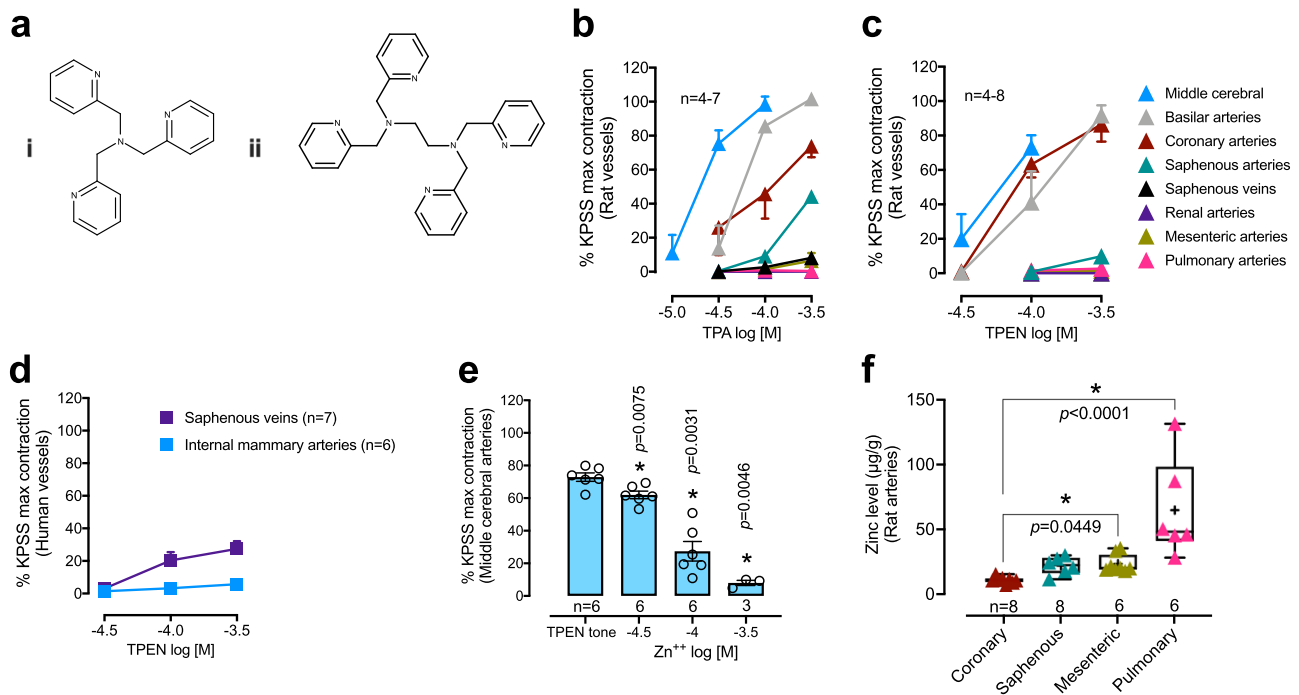 a
i
N
N
N
N
ii
N
N
N
N
N
N
b
% KPSS max contraction
(Rat vessels)
120
100
80
60
40
20
0
n=4-7
-5.0
-4.5
-4.0
-3.5
TPA log [M]
c
% KPSS max contraction
(Rat vessels)
120
100
80
60
40
20
0
n=4-8
-4.5
-4.0
-3.5
TPEN log [M]
Middle cerebral
Basilar arteries
Coronary arteries
Saphenous arteries
Saphenous veins
Renal arteries
Mesenteric arteries
Pulmonary arteries
d
% KPSS max contraction
(Human vessels)
120
100
80
60
40
20
0
Saphenous veins (n=7)
Internal mammary arteries (n=6)
-4.5
-4.0
-3.5
TPEN log [M]
e
% KPSS max contraction
(Middle cerebral arteries)
120
100
80
60
40
20
0
p=0.0075
p=0.0031
p=0.0046
*
*
*
n=6
6
6
3
TPEN tone
-4.5
-4
-3.5
Zn++ log [M]
f
Zinc level (µg/g)
(Rat arteries)
150
100
50
0
*
p<0.0001
*
p=0.0449
n=8
8
6
6
Coronary
Saphenous
Mesenteric
Pulmonary